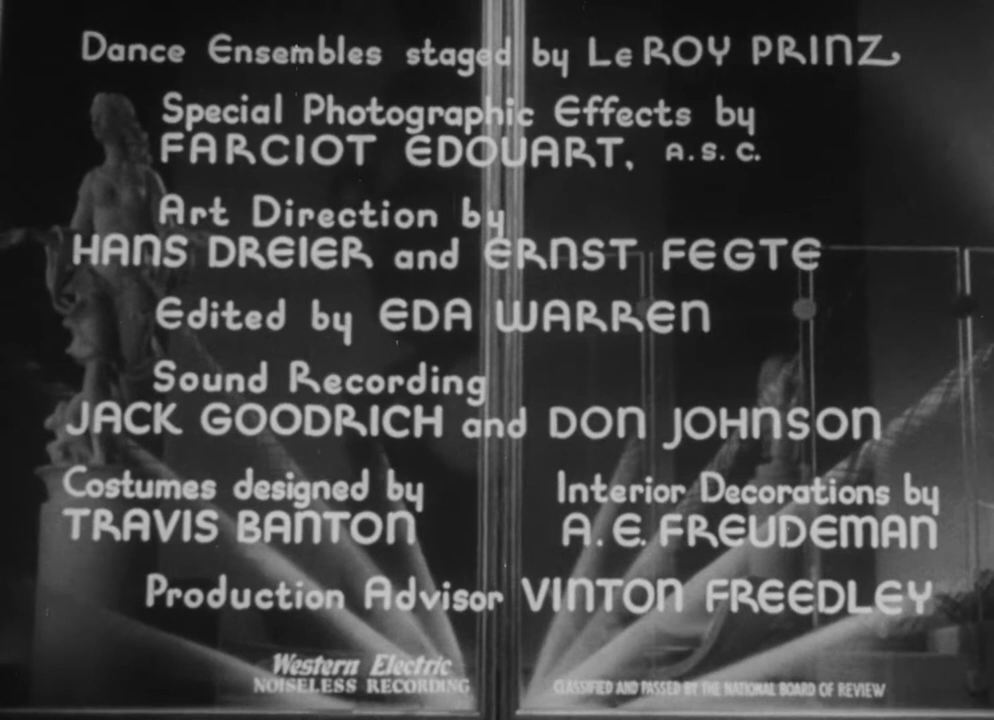 Dance Ensembles staged by LeROY PRINZ
Special Photographic Effects by
FARCIOT EDOUART, A.S.C.
Art Direction by
HANS DREIER and ERNST FEGTE
Edited by EDA WARREN
Sound Recording
JACK GOODRICH and DON JOHNSON
Costumes designed by
TRAVIS BANTON
Interior Decorations by
A.E. FREUDEMAN
Production Advisor VINTON FREEDLEY
Western Electric
NOISELESS RECORDING
CLASSIFIED AND PASSED BY THE NATIONAL BOARD OF REVIEW